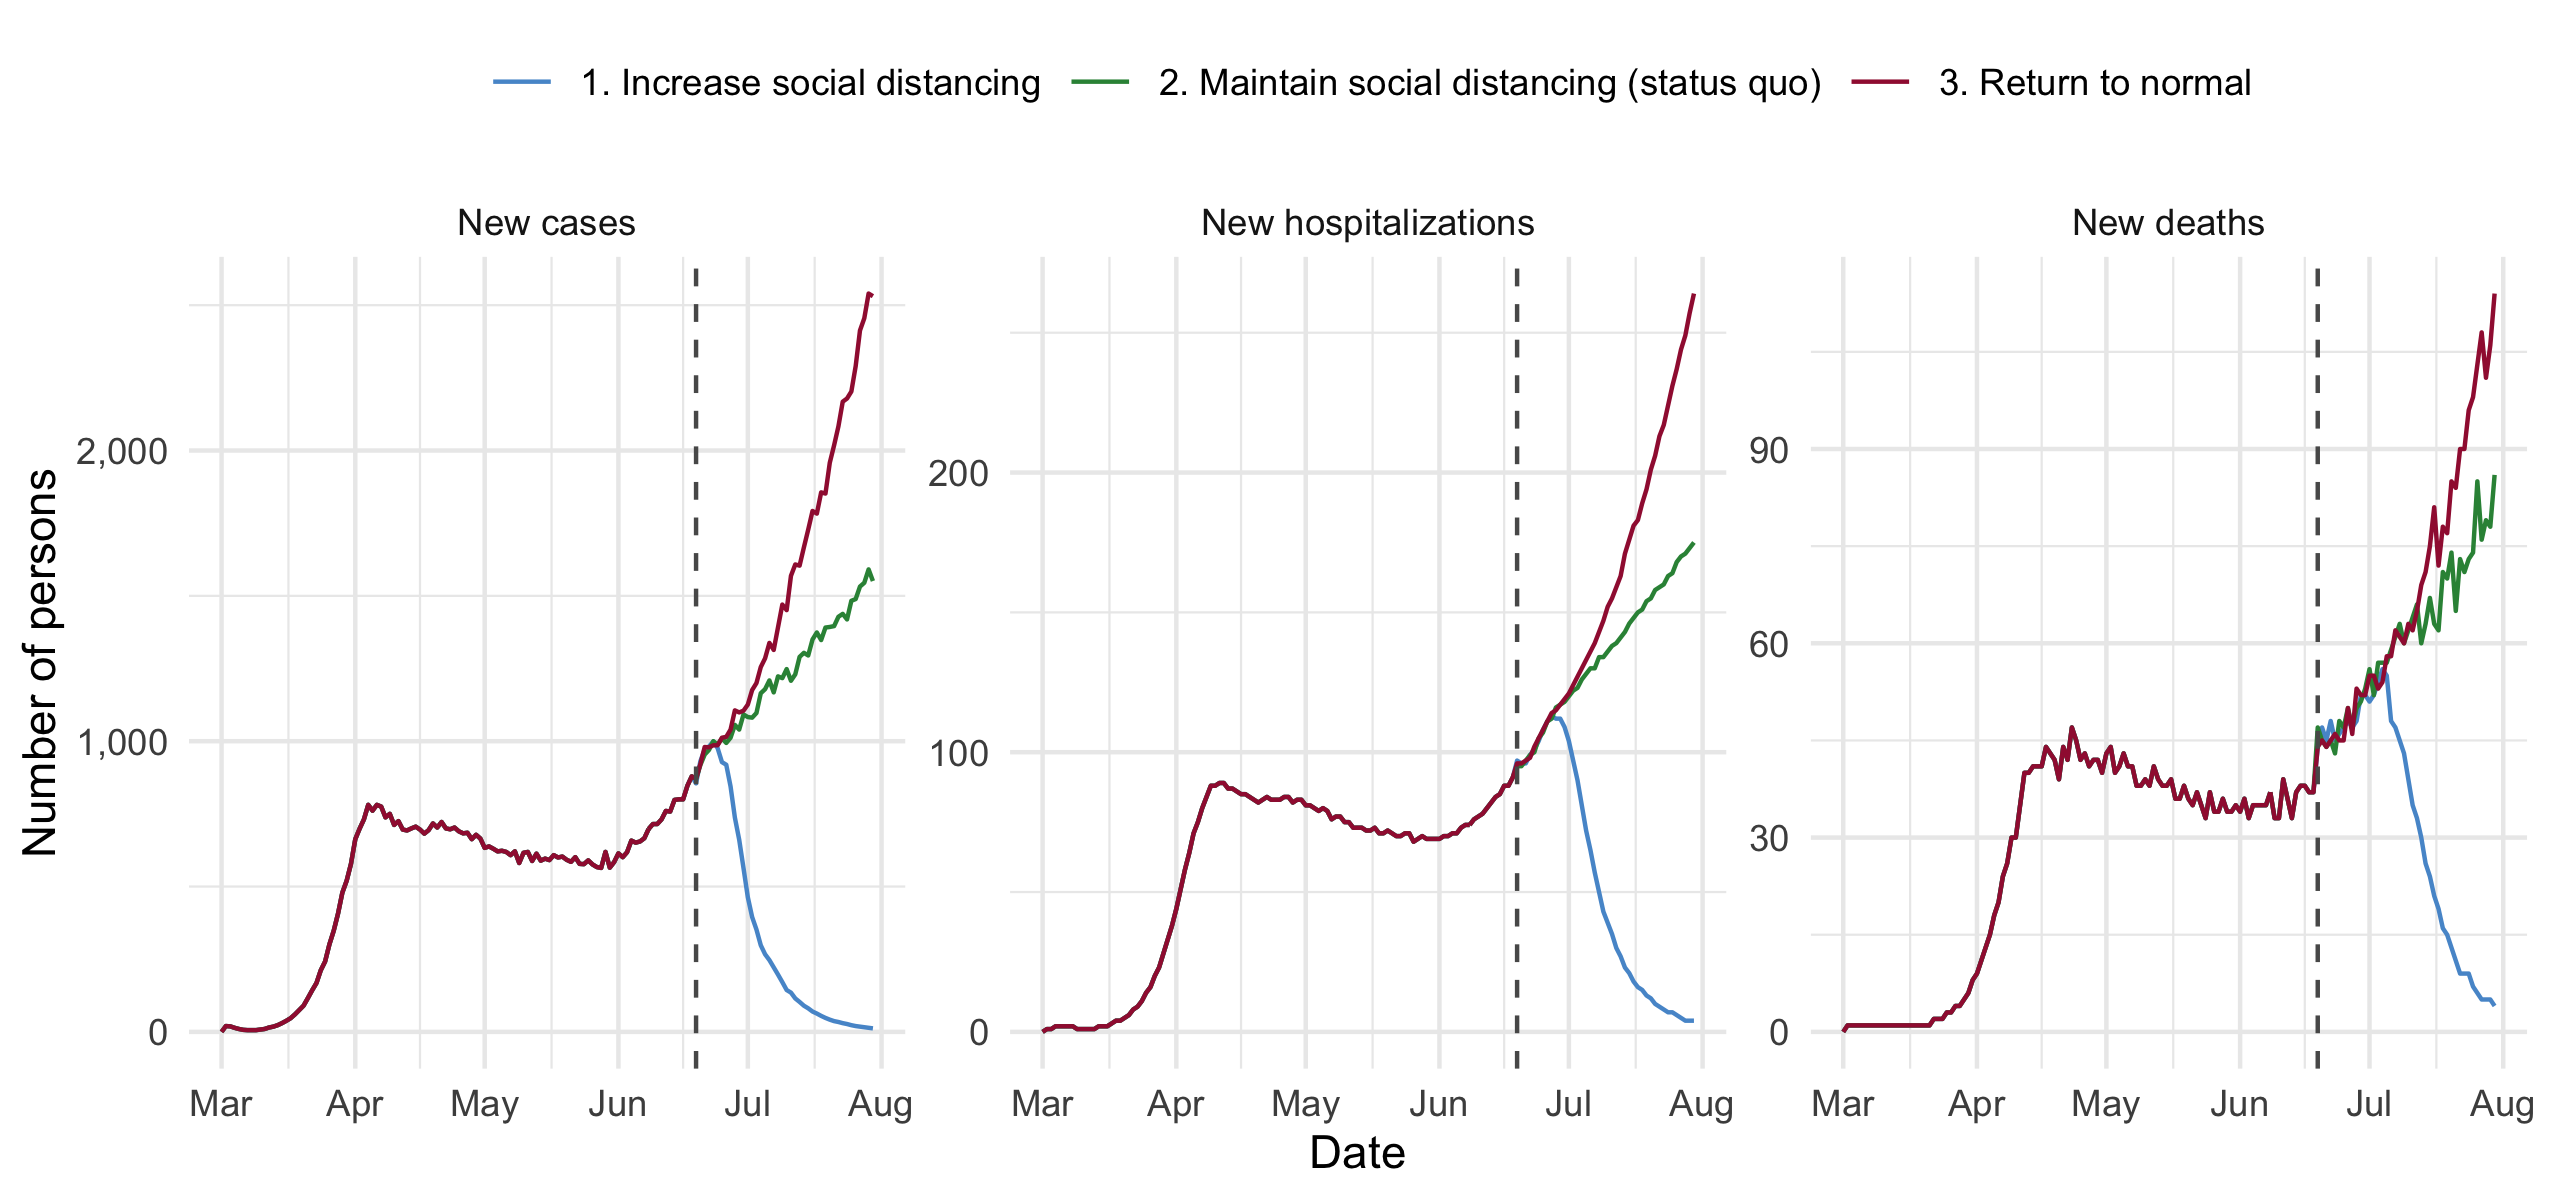 1. Increase social distancing 2. Maintain social distancing (status quo) 3. Return to normal
New cases New hospitalizations New deaths
Number of persons
2,000
1,000
0
200
100
0
90
60
30
0
Mar Apr May Jun Jul Aug Mar Apr May Jun Jul Aug Mar Apr May Jun Jul Aug
Date